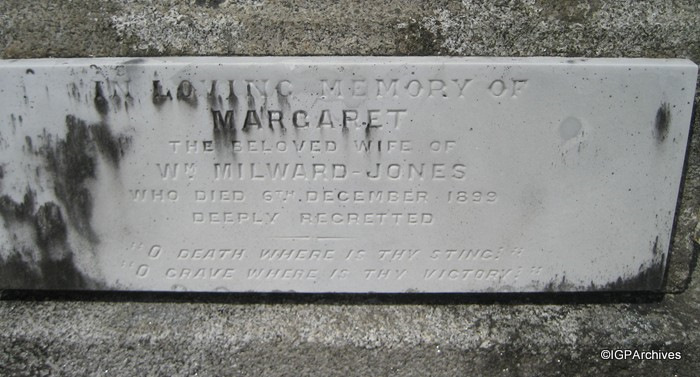 IN LOVING MEMORY OF
MARGARET
THE BELOVED WIFE OF
WM MILWARD-JONES
WHO DIED 6TH DECEMBER 1899
DEEPLY REGRETTED
"O DEATH WHERE IS THY STING."
"O GRAVE WHERE IS THY VICTORY."
©IGPArchives